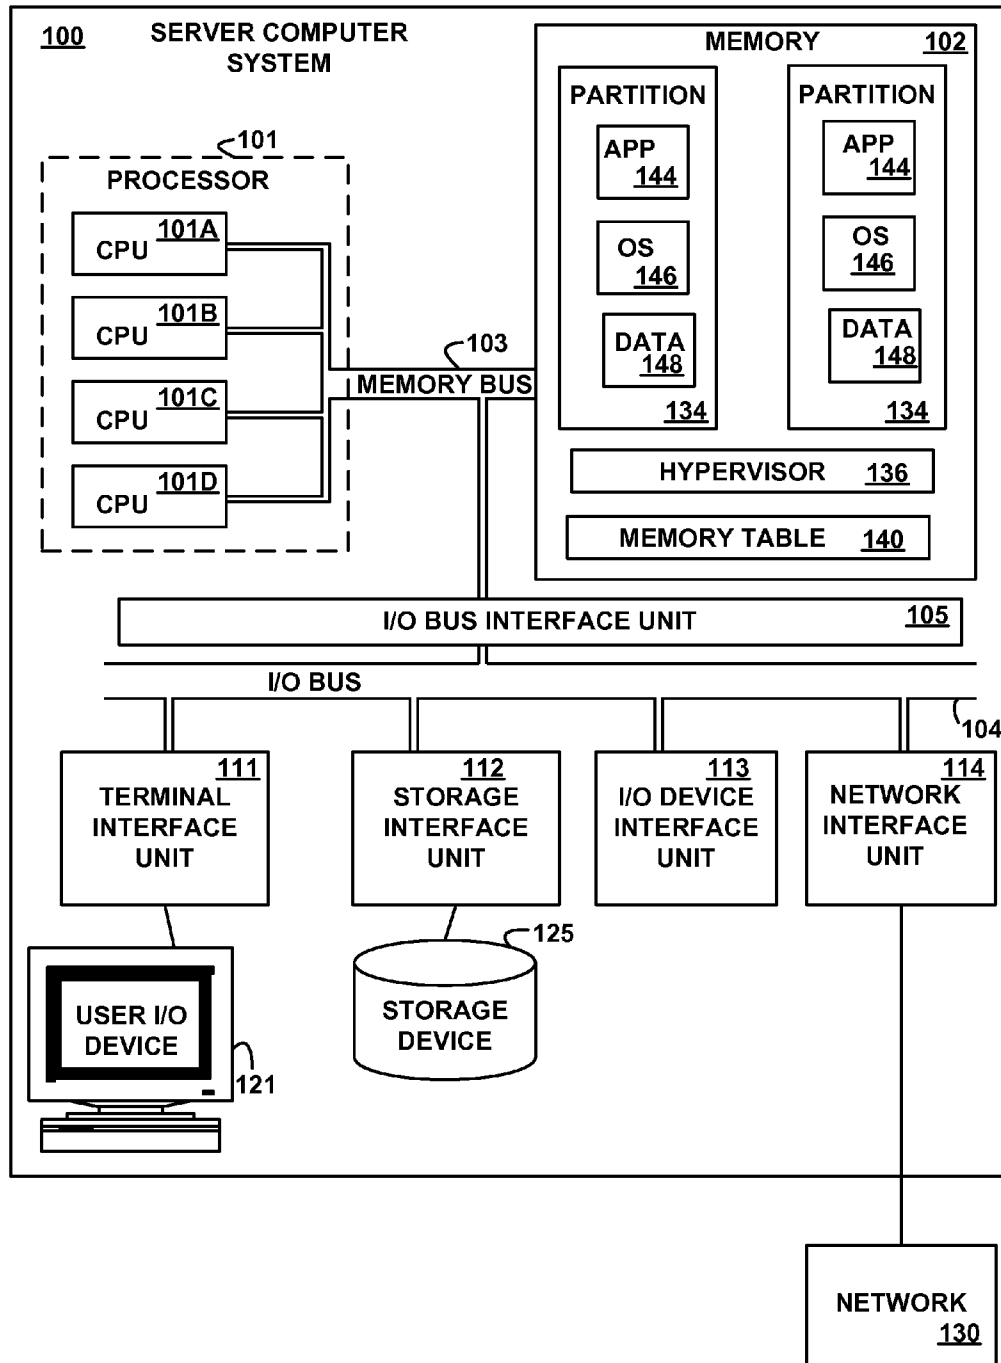 100
SERVER COMPUTER
SYSTEM
MEMORY 102
PARTITION
APP
144
OS
146
DATA
148
134
PARTITION
APP
144
OS
146
DATA
148
134
HYPERVISOR 136
MEMORY TABLE 140
101
PROCESSOR
101A
CPU
101B
CPU
101C
CPU
101D
CPU
103
MEMORY BUS
I/O BUS INTERFACE UNIT 105
I/O BUS
104
111
TERMINAL
INTERFACE
UNIT
112
STORAGE
INTERFACE
UNIT
113
I/O DEVICE
INTERFACE
UNIT
114
NETWORK
INTERFACE
UNIT
USER I/O
DEVICE
121
125
STORAGE
DEVICE
NETWORK
130